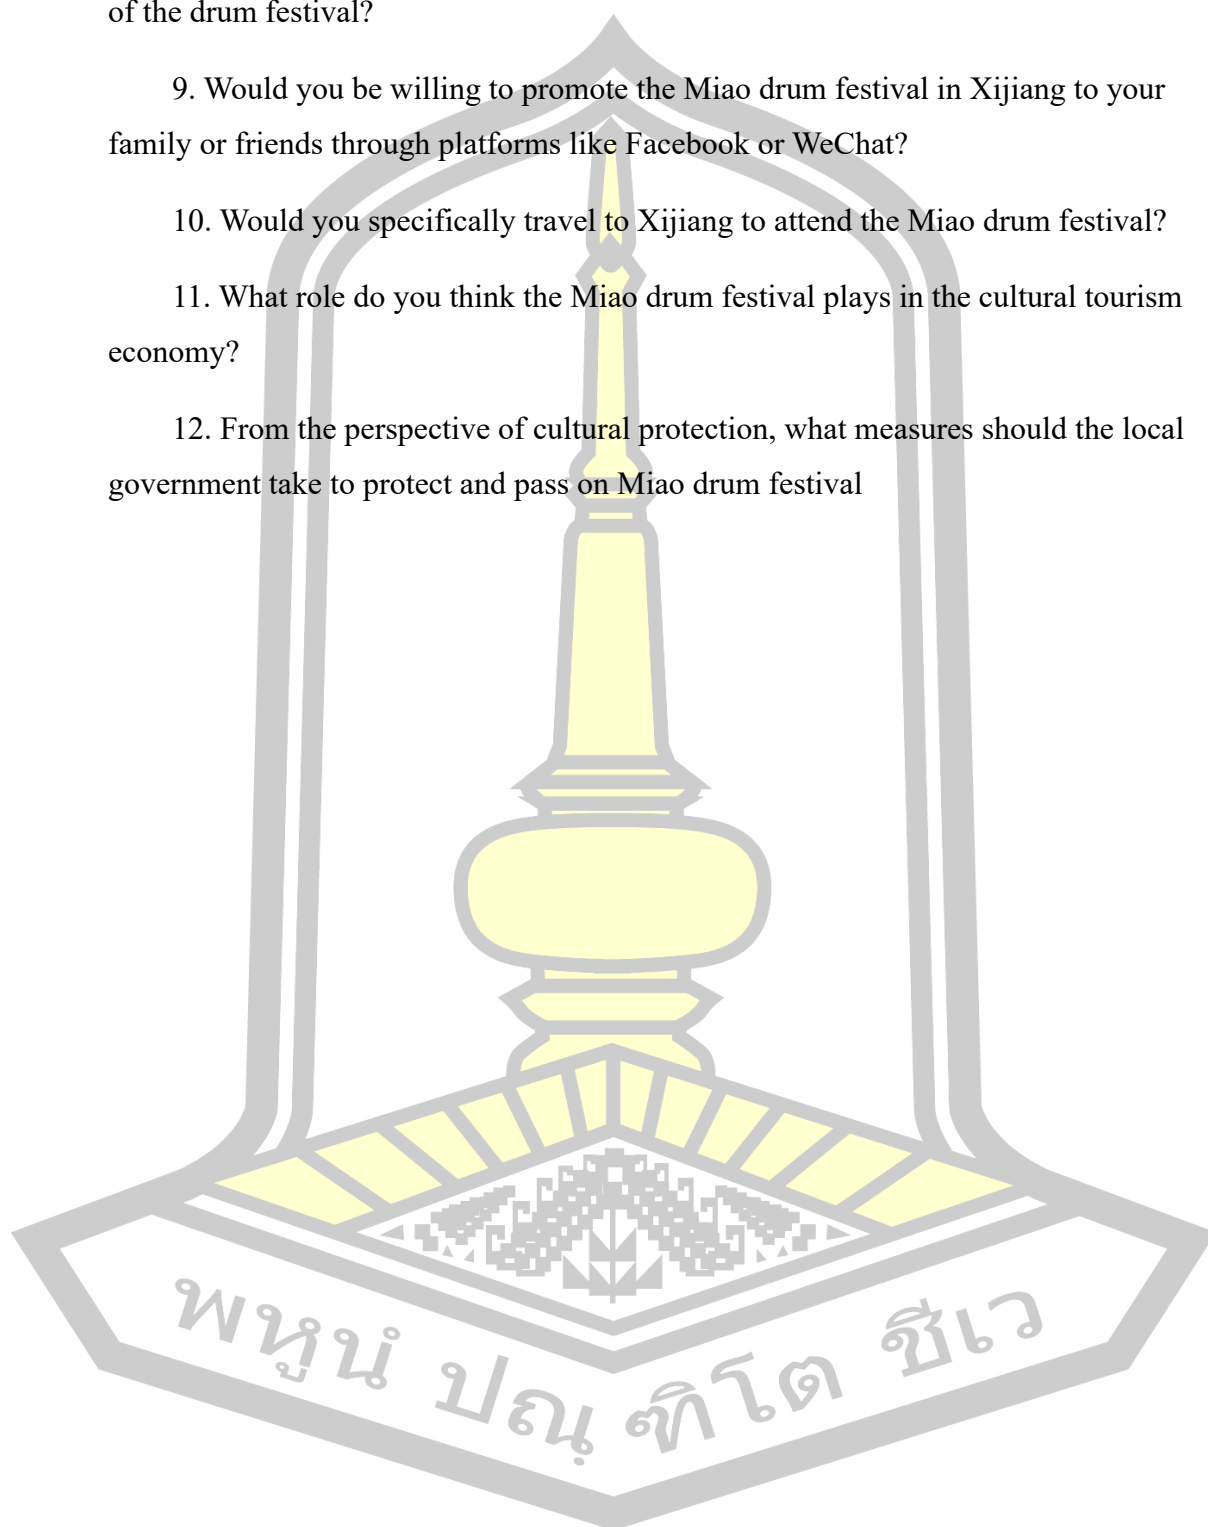 of the drum festival?
9. Would you be willing to promote the Miao drum festival in Xijiang to your
family or friends through platforms like Facebook or WeChat?
10. Would you specifically travel to Xijiang to attend the Miao drum festival?
11. What role do you think the Miao drum festival plays in the cultural tourism
economy?
12. From the perspective of cultural protection, what measures should the local
government take to protect and pass on Miao drum festival
พหูนํ ปณฺฑิโต ชีเว